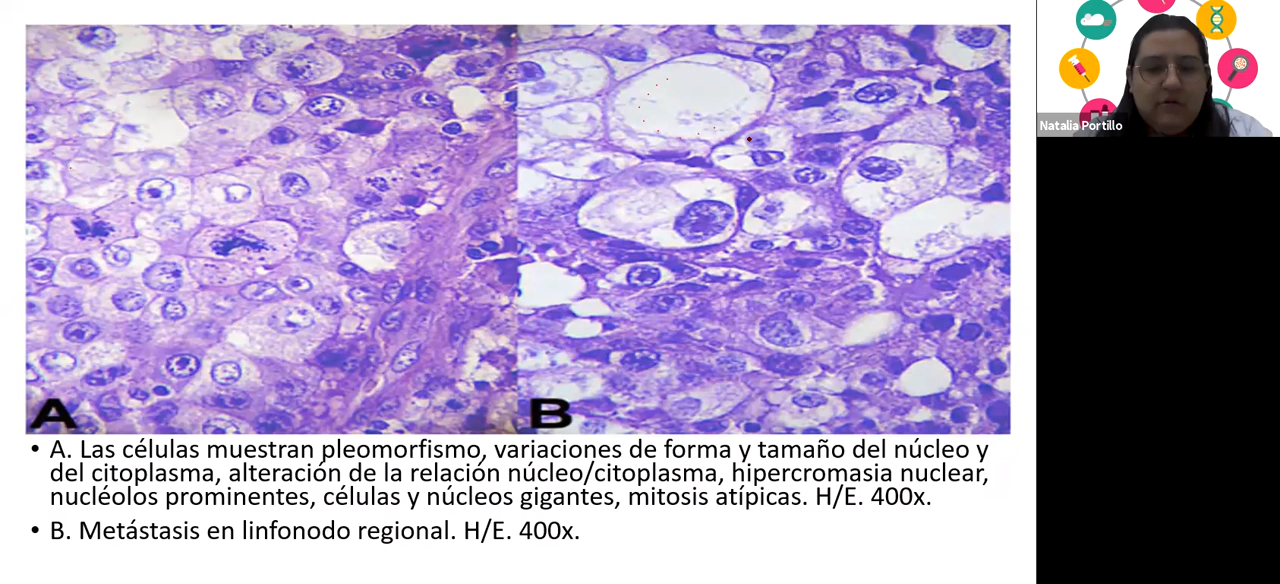 Natalia Portillo
A
B
• A. Las células muestran pleomorfismo, variaciones de forma y tamaño del núcleo y
del citoplasma, alteración de la relación núcleo/citoplasma, hipercromasia nuclear,
nucléolos prominentes, células y núcleos gigantes, mitosis atípicas. H/E. 400x.
• B. Metástasis en linfonodo regional. H/E. 400x.